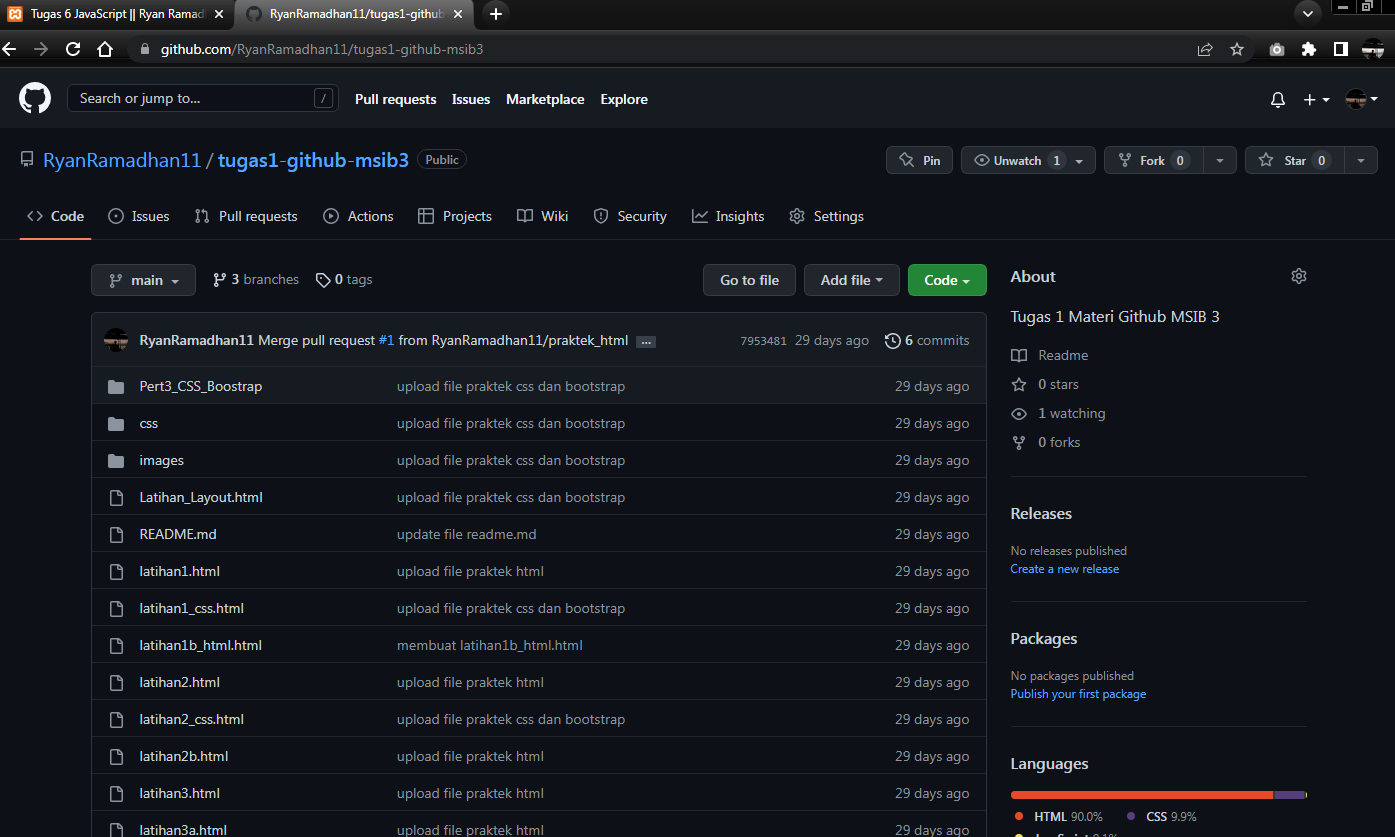 Tugas 6 JavaScript || Ryan Ramad
RyanRamadhan11/tugas1-github
github.com/RyanRamadhan11/tugas1-github-msib3
Search or jump to... / Pull requests Issues Marketplace Explore
RyanRamadhan11 / tugas1-github-msib3 Public Pin Unwatch 1 Fork 0 Star 0
Code Issues Pull requests Actions Projects Wiki Security Insights Settings
main 3 branches 0 tags Go to file Add file Code
RyanRamadhan11 Merge pull request #1 from RyanRamadhan11/praktek_html ... 7953481 29 days ago 6 commits
Pert3_CSS_Boostrap upload file praktek css dan bootstrap 29 days ago
css upload file praktek css dan bootstrap 29 days ago
images upload file praktek css dan bootstrap 29 days ago
Latihan_Layout.html upload file praktek css dan bootstrap 29 days ago
README.md update file readme.md 29 days ago
latihan1.html upload file praktek html 29 days ago
latihan1_css.html upload file praktek css dan bootstrap 29 days ago
latihan1b_html.html membuat latihan1b_html.html 29 days ago
latihan2.html upload file praktek html 29 days ago
latihan2_css.html upload file praktek css dan bootstrap 29 days ago
latihan2b.html upload file praktek html 29 days ago
latihan3.html upload file praktek html 29 days ago
latihan3a.html upload file praktek html 29 days ago
About
Tugas 1 Materi Github MSIB 3
Readme
0 stars
1 watching
0 forks
Releases
No releases published
Create a new release
Packages
No packages published
Publish your first package
Languages
HTML 90.0% CSS 9.9%
JavaScript 0.1%